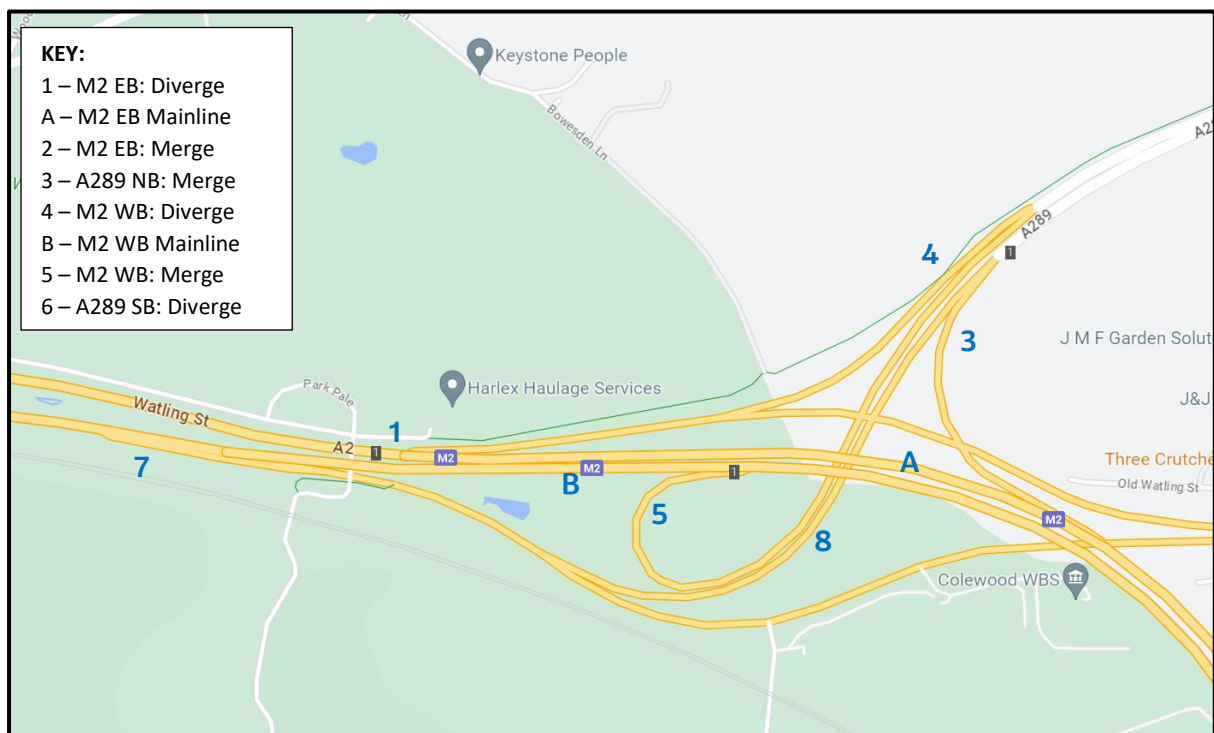 KEY:
1 – M2 EB: Diverge
A – M2 EB Mainline
2 – M2 EB: Merge
3 – A289 NB: Merge
4 – M2 WB: Diverge
B – M2 WB Mainline
5 – M2 WB: Merge
6 – A289 SB: Diverge
Keystone People
Bowesden Ln
A289
1
4
3
J M F Garden Solut
J&J
Park Pale
Harlex Haulage Services
Watling St
1
A2
1
M2
M2
7
B
1
A
Three Crutche
Old Watling St
5
M2
8
Colewood WBS